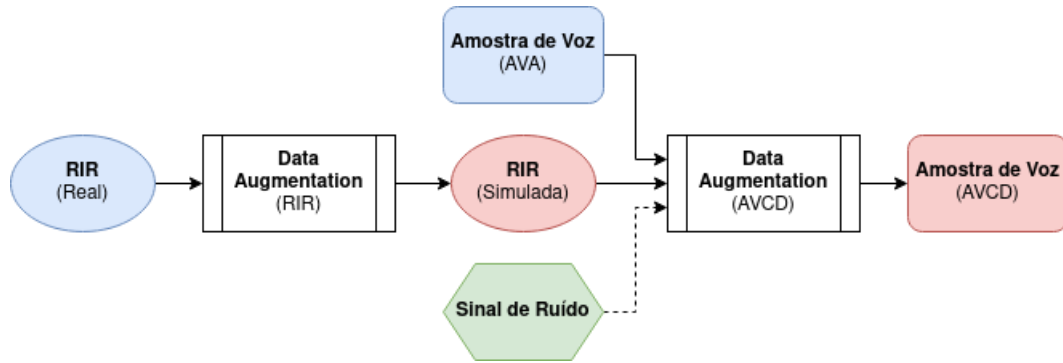 Amostra de Voz
(AVA)
RIR
(Real)
Data
Augmentation
(RIR)
RIR
(Simulada)
Data
Augmentation
(AVCD)
Amostra de Voz
(AVCD)
Sinal de Ruído